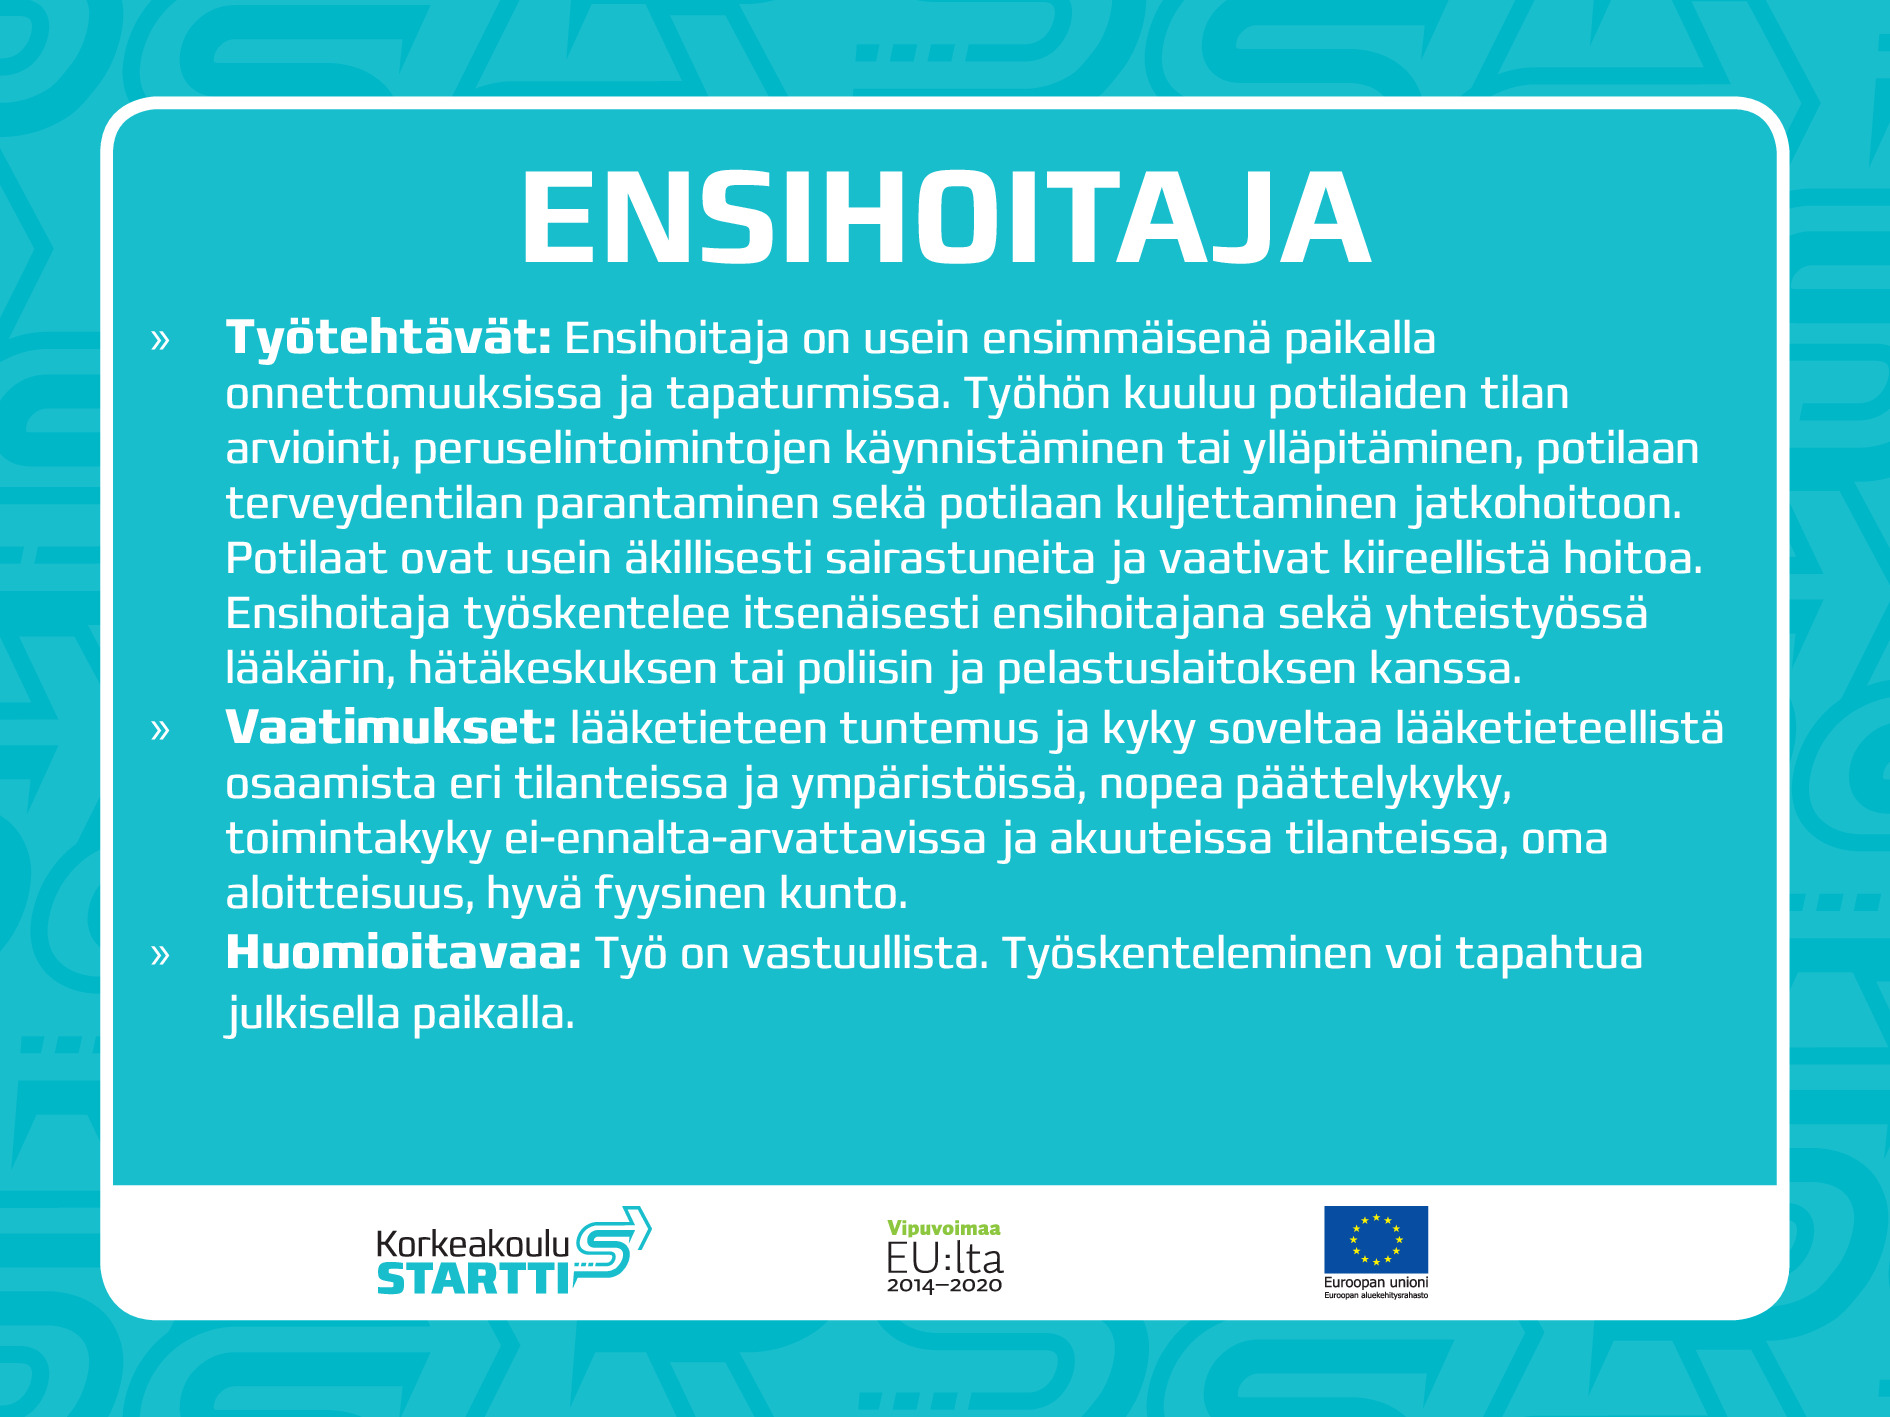 ENSIHOITAJA
» Työtehtävät: Ensihoitaja on usein ensimmäisenä paikalla
onnettomuuksissa ja tapaturmissa. Työhön kuuluu potilaiden tilan
arviointi, peruselintoimintojen käynnistäminen tai ylläpitäminen, potilaan
terveydentilan parantaminen sekä potilaan kuljettaminen jatkohoitoon.
Potilaat ovat usein äkillisesti sairastuneita ja vaativat kiireellistä hoitoa.
Ensihoitaja työskentelee itsenäisesti ensihoitajana sekä yhteistyössä
lääkärin, hätäkeskuksen tai poliisin ja pelastuslaitoksen kanssa.
» Vaatimukset: lääketieteen tuntemus ja kyky soveltaa lääketieteellistä
osaamista eri tilanteissa ja ympäristöissä, nopea päättelykyky,
toimintakyky ei-ennalta-arvattavissa ja akuuteissa tilanteissa, oma
aloitteisuus, hyvä fyysinen kunto.
» Huomioitavaa: Työ on vastuullista. Työskenteleminen voi tapahtua
julkisella paikalla.
Korkeakoulu
STARTTI
Vipuvoimaa
EU:lta
2014–2020
Euroopan unioni
Euroopan aluekehitysrahasto